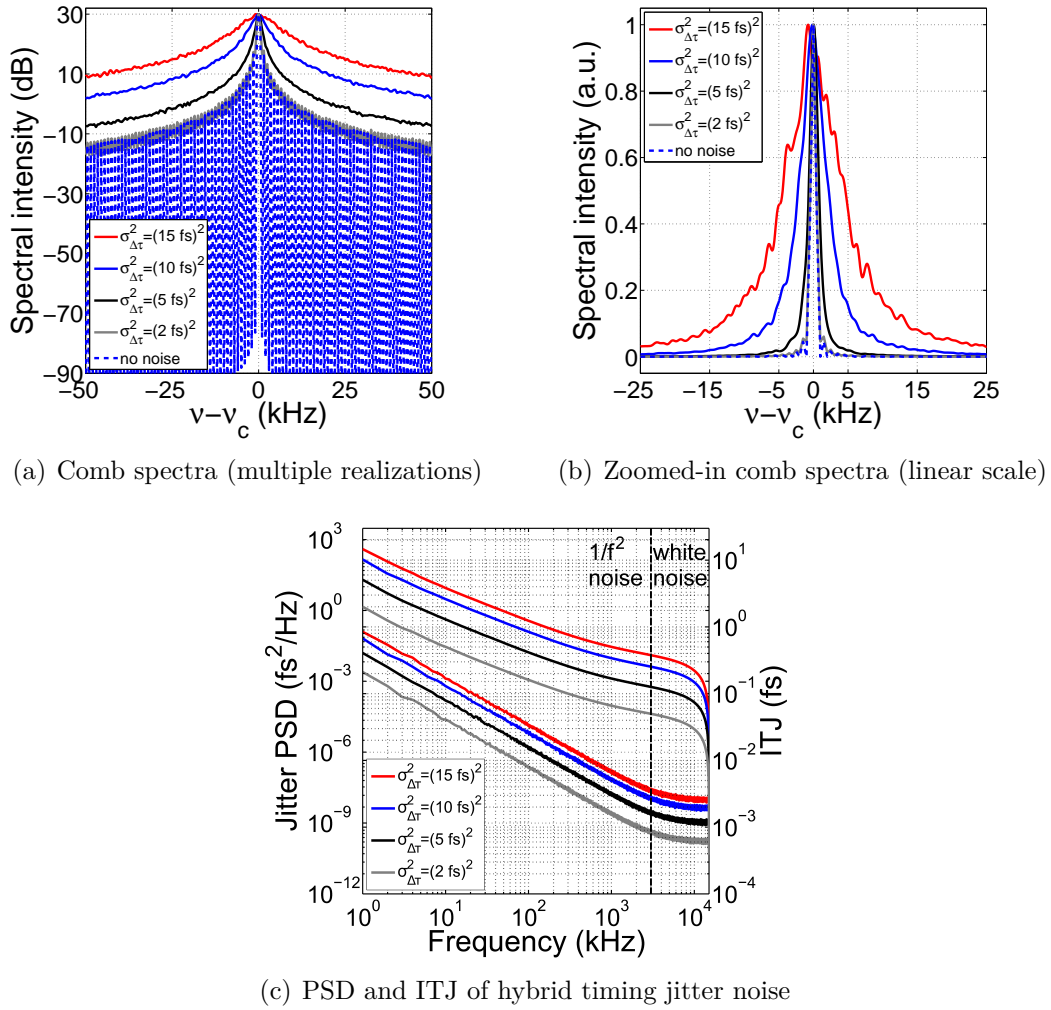 Spectral intensity (dB)
30
10
−10
−30
−50
−70
−90
σ²Δτ=(15 fs)²
σ²Δτ=(10 fs)²
σ²Δτ=(5 fs)²
σ²Δτ=(2 fs)²
no noise
−50 −25 0 25 50
ν−νc (kHz)
(a) Comb spectra (multiple realizations)
Spectral intensity (a.u.)
1
0.8
0.6
0.4
0.2
0
σ²Δτ=(15 fs)²
σ²Δτ=(10 fs)²
σ²Δτ=(5 fs)²
σ²Δτ=(2 fs)²
no noise
−25 −15 −5 0 5 15 25
ν−νc (kHz)
(b) Zoomed-in comb spectra (linear scale)
Jitter PSD (fs²/Hz)
10³
10⁰
10⁻³
10⁻⁶
10⁻⁹
10⁻¹²
1/f² noise
white noise
σ²Δτ=(15 fs)²
σ²Δτ=(10 fs)²
σ²Δτ=(5 fs)²
σ²Δτ=(2 fs)²
10¹
10⁰
10⁻¹
10⁻²
10⁻³
10⁻⁴
ITJ (fs)
10⁰ 10¹ 10² 10³ 10⁴
Frequency (kHz)
(c) PSD and ITJ of hybrid timing jitter noise